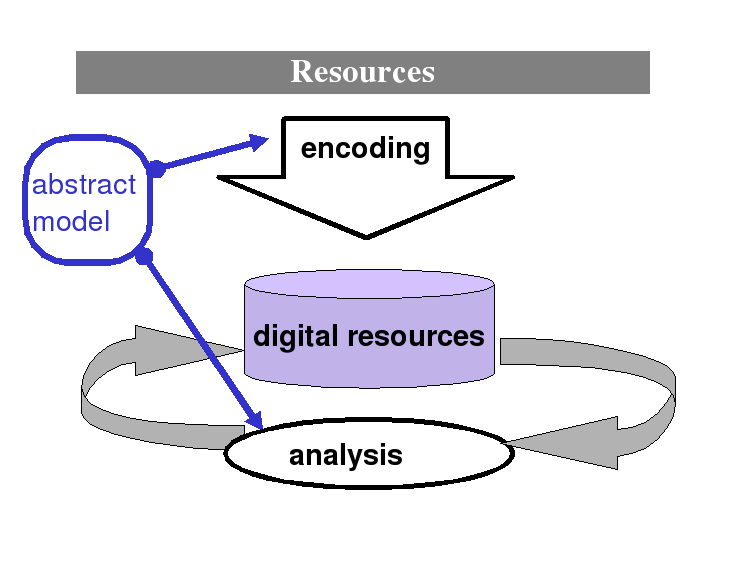 Resources
encoding
abstract
model
digital resources
analysis